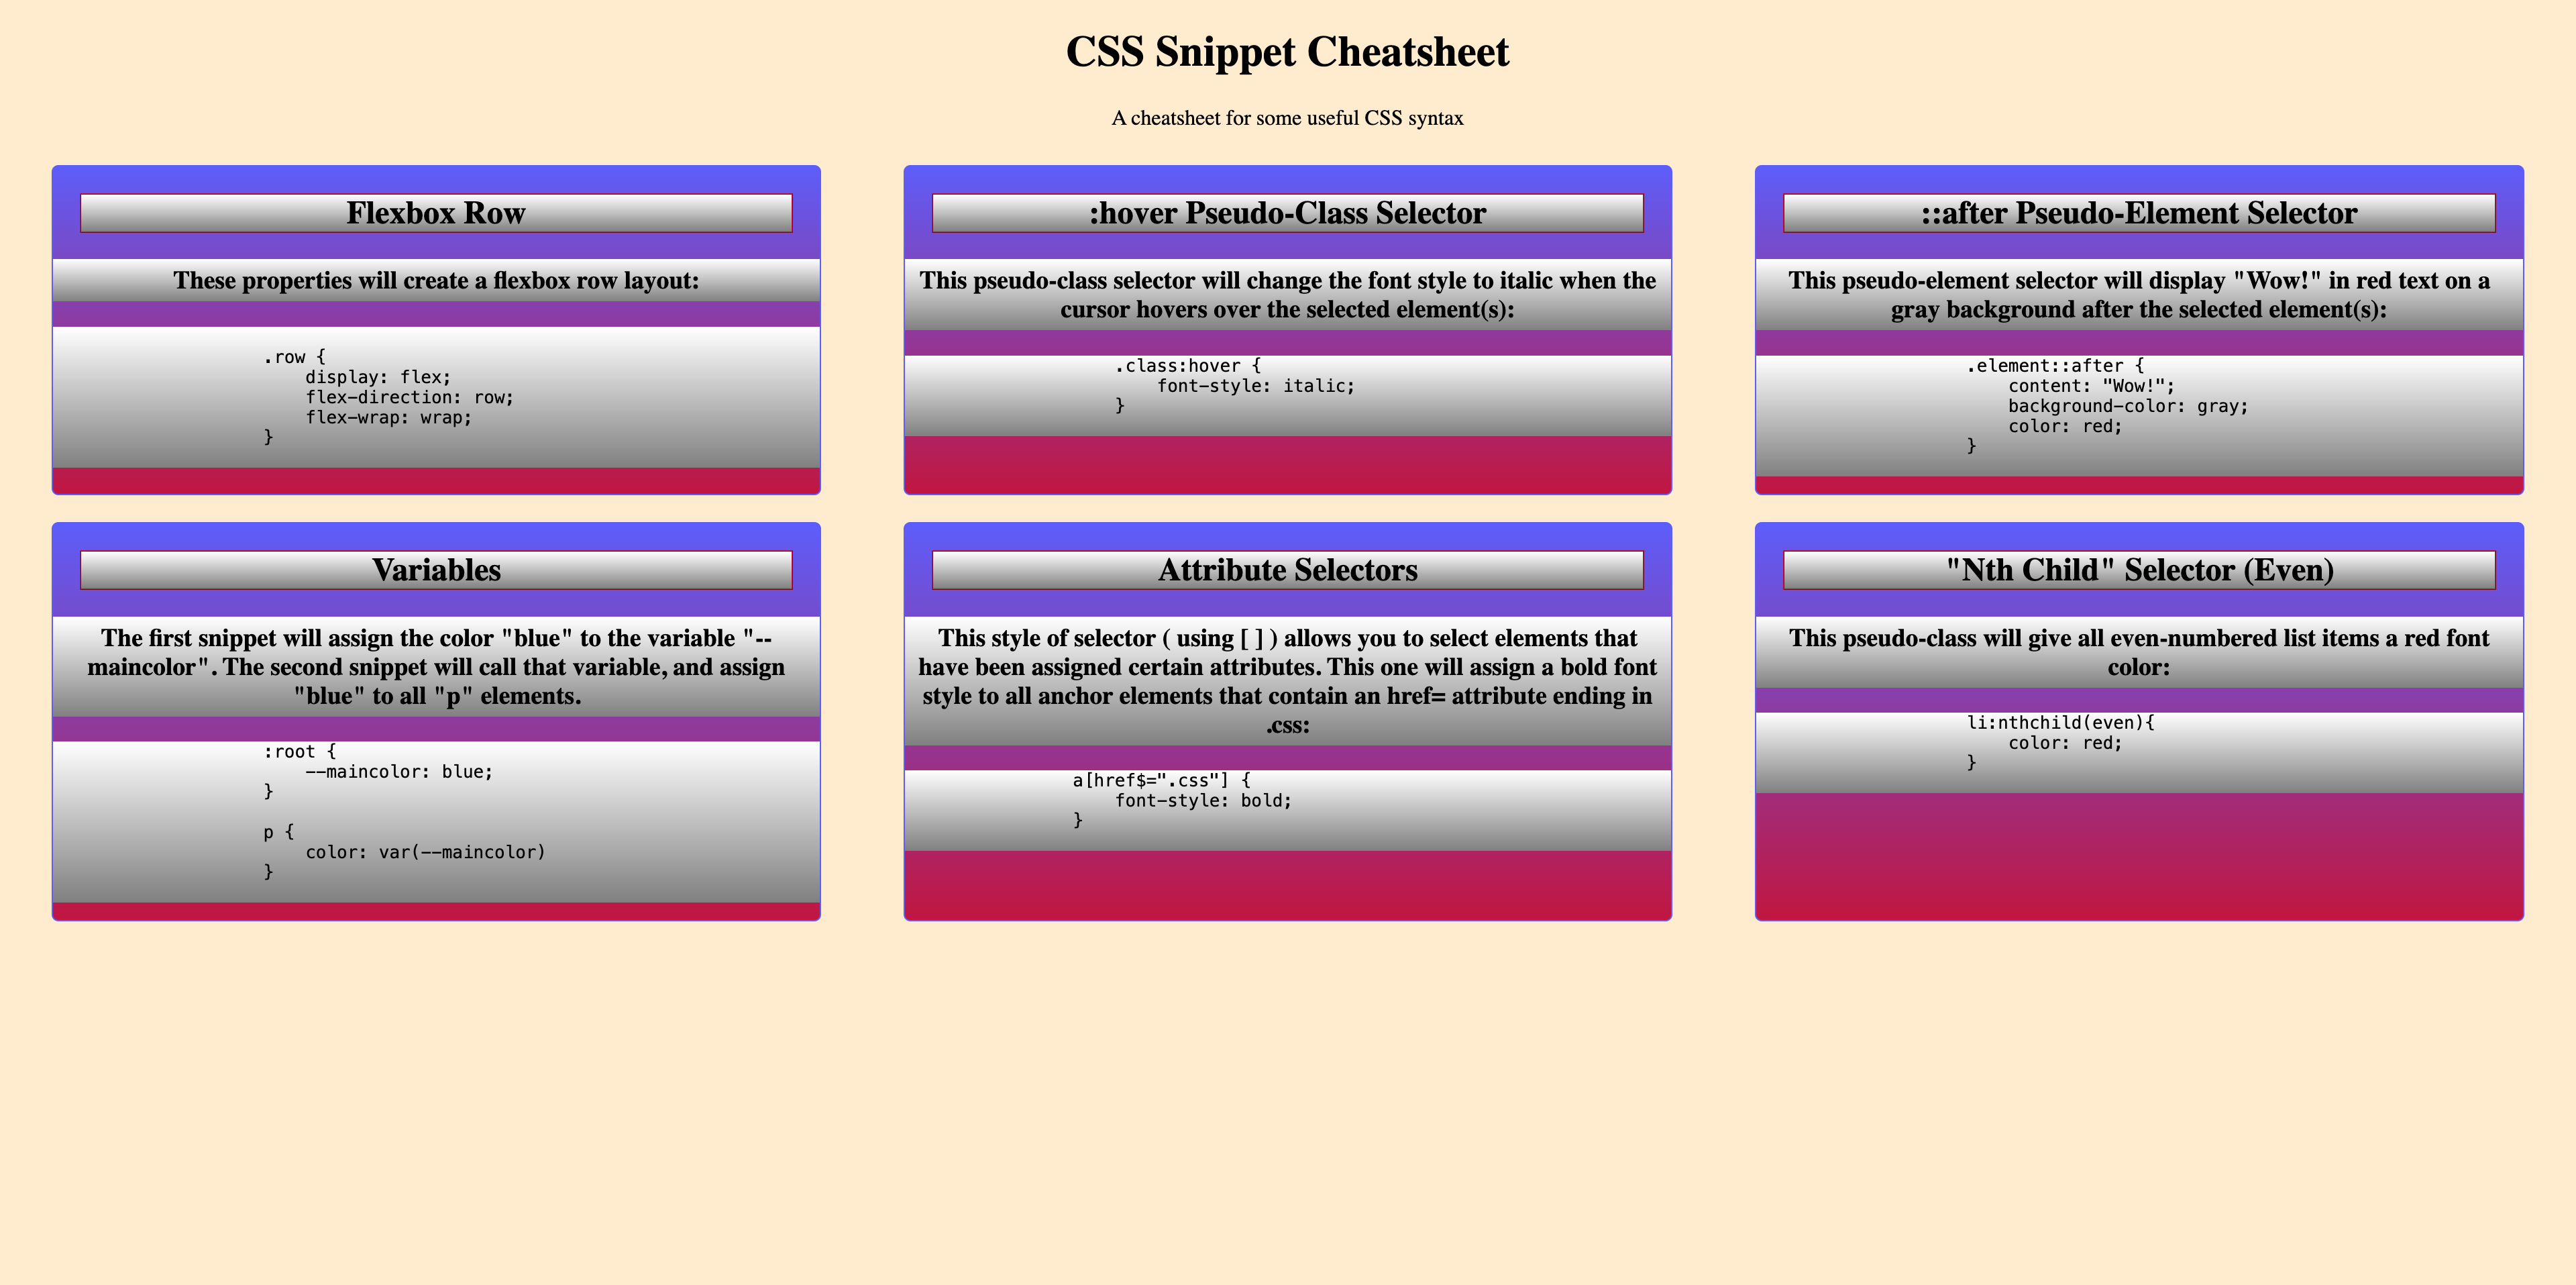 CSS Snippet Cheatsheet
A cheatsheet for some useful CSS syntax
Flexbox Row
These properties will create a flexbox row layout:
.row {
    display: flex;
    flex-direction: row;
    flex-wrap: wrap;
}
:hover Pseudo-Class Selector
This pseudo-class selector will change the font style to italic when the
cursor hovers over the selected element(s):
.class:hover {
    font-style: italic;
}
::after Pseudo-Element Selector
This pseudo-element selector will display "Wow!" in red text on a
gray background after the selected element(s):
.element::after {
    content: "Wow!";
    background-color: gray;
    color: red;
}
Variables
The first snippet will assign the color "blue" to the variable "--
maincolor". The second snippet will call that variable, and assign
"blue" to all "p" elements.
:root {
    --maincolor: blue;
}
p {
    color: var(--maincolor)
}
Attribute Selectors
This style of selector ( using [ ] ) allows you to select elements that
have been assigned certain attributes. This one will assign a bold font
style to all anchor elements that contain an href= attribute ending in
.css:
a[href$=".css"] {
    font-style: bold;
}
"Nth Child" Selector (Even)
This pseudo-class will give all even-numbered list items a red font
color:
li:nthchild(even){
    color: red;
}